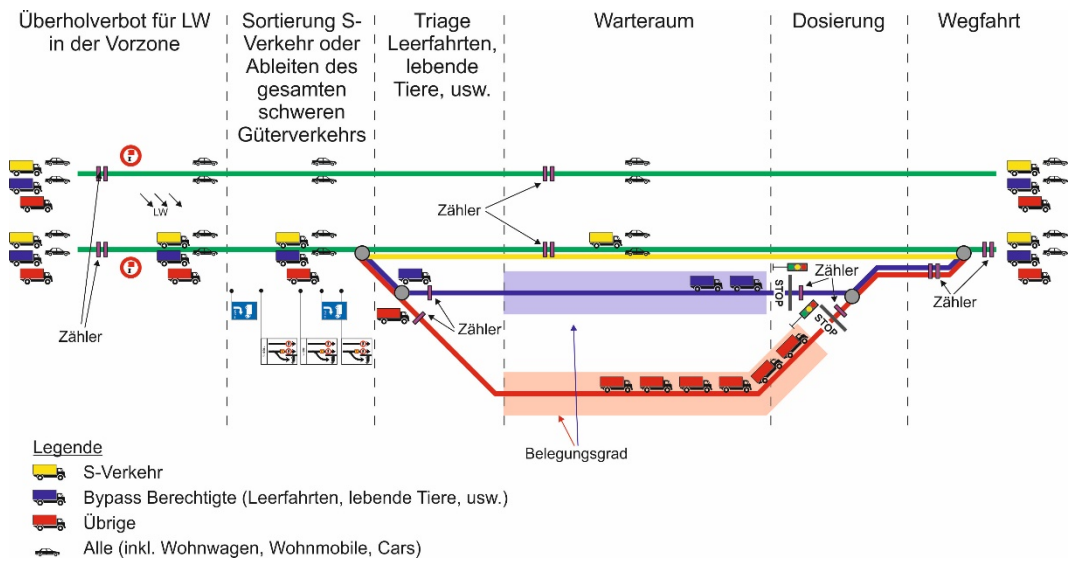 Überholverbot für LW
in der Vorzone
Sortierung S-
Verkehr oder
Ableiten des
gesamten
schweren
Güterverkehrs
Triage
Leerfahrten,
lebende
Tiere, usw.
Warteraum
Dosierung
Wegfahrt
LW
Zähler
Zähler
Zähler
Zähler
Zähler
STOP
STOP
Belegungsgrad
Legende
S-Verkehr
Bypass Berechtigte (Leerfahrten, lebende Tiere, usw.)
Übrige
Alle (inkl. Wohnwagen, Wohnmobile, Cars)